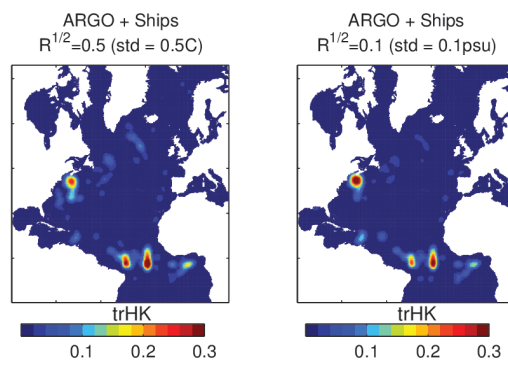 ARGO + Ships
R^1/2=0.5 (std = 0.5C)
trHK
0.1 0.2 0.3
ARGO + Ships
R^1/2=0.1 (std = 0.1psu)
trHK
0.1 0.2 0.3